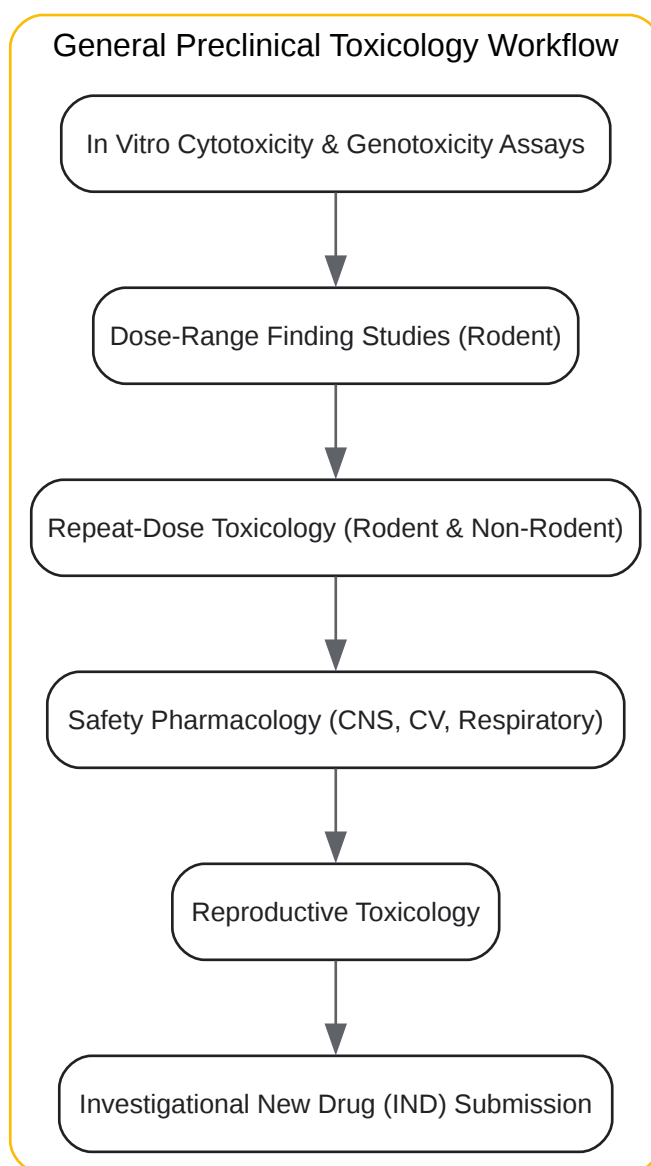 General Preclinical Toxicology Workflow
In Vitro Cytotoxicity & Genotoxicity Assays
Dose-Range Finding Studies (Rodent)
Repeat-Dose Toxicology (Rodent & Non-Rodent)
Safety Pharmacology (CNS, CV, Respiratory)
Reproductive Toxicology
Investigational New Drug (IND) Submission